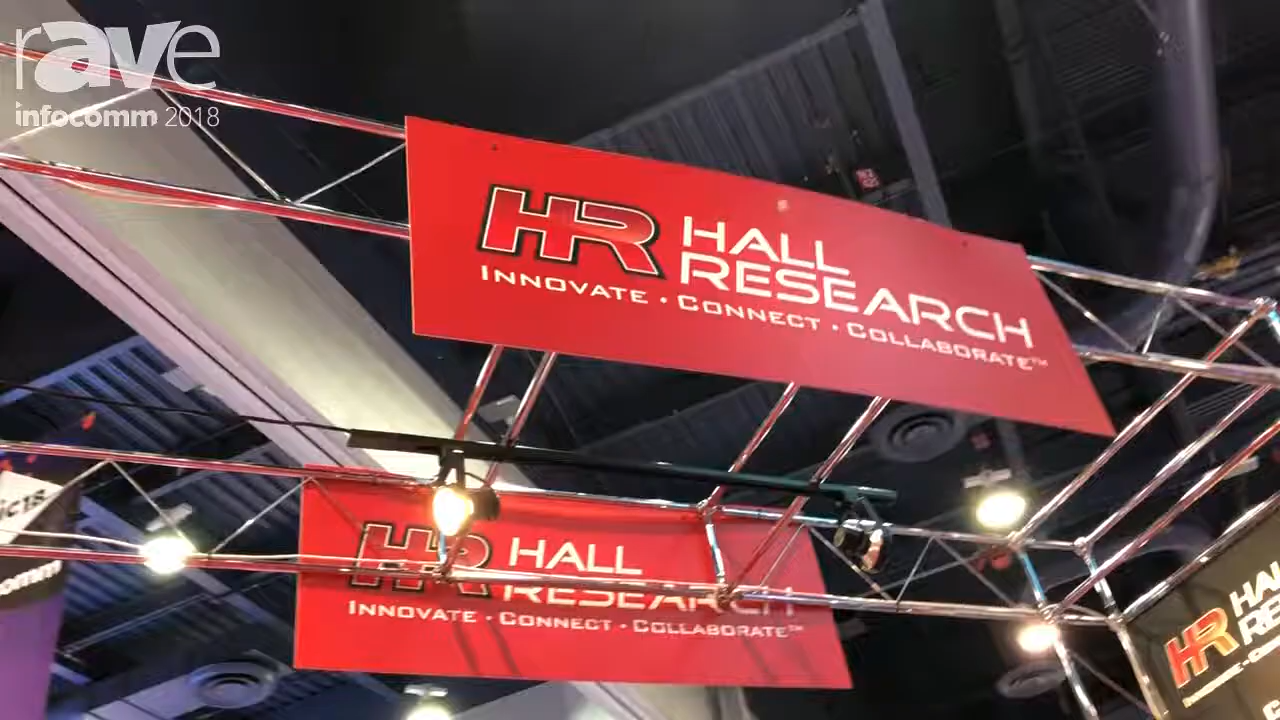 rave
infocomm 2018
HR HALL
RESEARCH
INNOVATE · CONNECT · COLLABORATE™
HR HALL
RESEARCH
INNOVATE · CONNECT · COLLABORATE™
HR